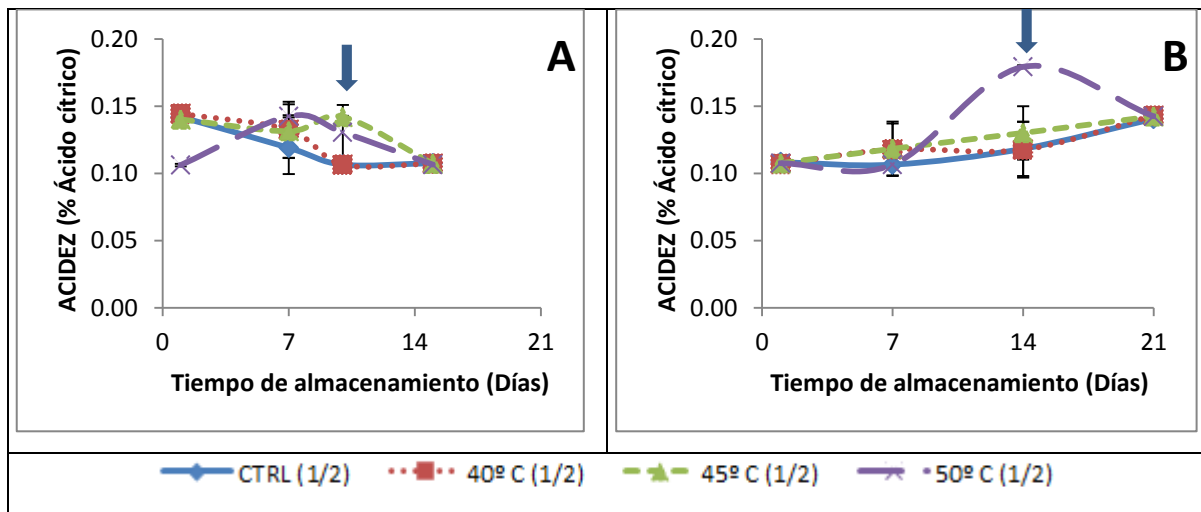 A
ACIDEZ (% Ácido cítrico)
0.20
0.15
0.10
0.05
0.00
0 7 14 21
Tiempo de almacenamiento (Días)
B
ACIDEZ (% Ácido cítrico)
0.20
0.15
0.10
0.05
0.00
0 7 14 21
Tiempo de almacenamiento (Días)
CTRL (1/2) 40º C (1/2) 45º C (1/2) 50º C (1/2)